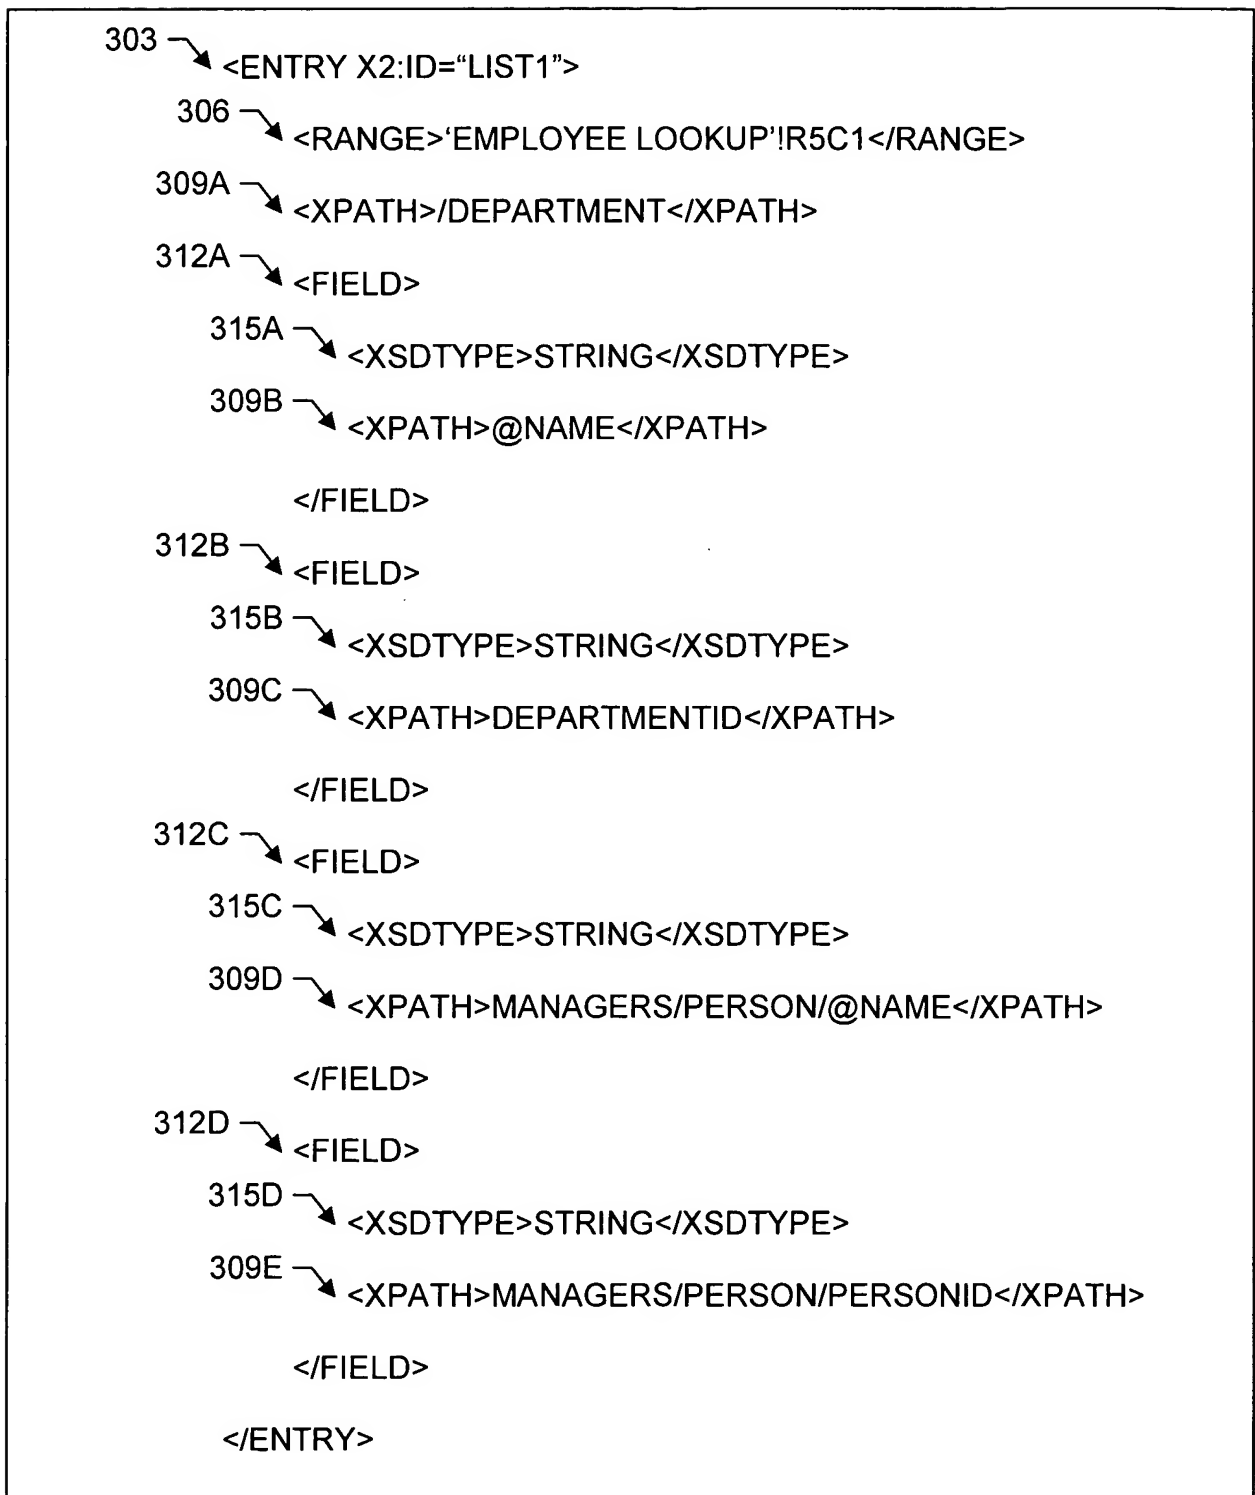 303
<ENTRY X2:ID=“LIST1”>
306
<RANGE>‘EMPLOYEE LOOKUP’!R5C1</RANGE>
309A
<XPATH>/DEPARTMENT</XPATH>
312A
<FIELD>
315A
<XSDTYPE>STRING</XSDTYPE>
309B
<XPATH>@NAME</XPATH>
</FIELD>
312B
<FIELD>
315B
<XSDTYPE>STRING</XSDTYPE>
309C
<XPATH>DEPARTMENTID</XPATH>
</FIELD>
312C
<FIELD>
315C
<XSDTYPE>STRING</XSDTYPE>
309D
<XPATH>MANAGERS/PERSON/@NAME</XPATH>
</FIELD>
312D
<FIELD>
315D
<XSDTYPE>STRING</XSDTYPE>
309E
<XPATH>MANAGERS/PERSON/PERSONID</XPATH>
</FIELD>
</ENTRY>